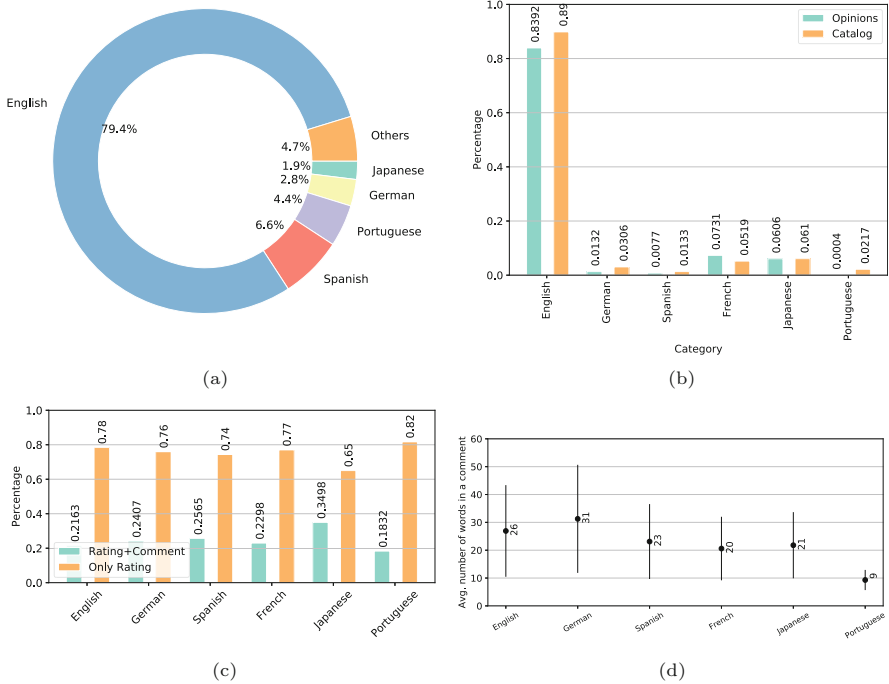 English
79.4%
Others
4.7%
Japanese
1.9%
German
2.8%
Portuguese
4.4%
Spanish
6.6%
(a)
Percentage
1.0
0.8
0.6
0.4
0.2
0.0
0.8392
0.89
0.0132
0.0306
0.0077
0.0133
0.0731
0.0519
0.0606
0.061
0.0004
0.0217
Opinions
Catalog
English
German
Spanish
French
Japanese
Portuguese
Category
(b)
Percentage
1.0
0.8
0.6
0.4
0.2
0.0
0.2163
0.78
0.2407
0.76
0.2565
0.74
0.2298
0.77
0.3498
0.65
0.1832
0.82
Rating+Comment
Only Rating
English
German
Spanish
French
Japanese
Portuguese
(c)
Avg. number of words in a comment
60
50
40
30
20
10
0
26
31
23
20
21
9
English
German
Spanish
French
Japanese
Portuguese
(d)